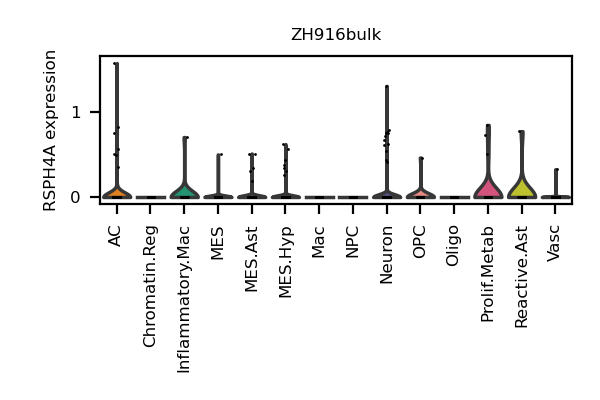 ZH916bulk
RSPH4A expression
1
0
AC
Chromatin.Reg
Inflammatory.Mac
MES
MES.Ast
MES.Hyp
Mac
NPC
Neuron
OPC
Oligo
Prolif.Metab
Reactive.Ast
Vasc